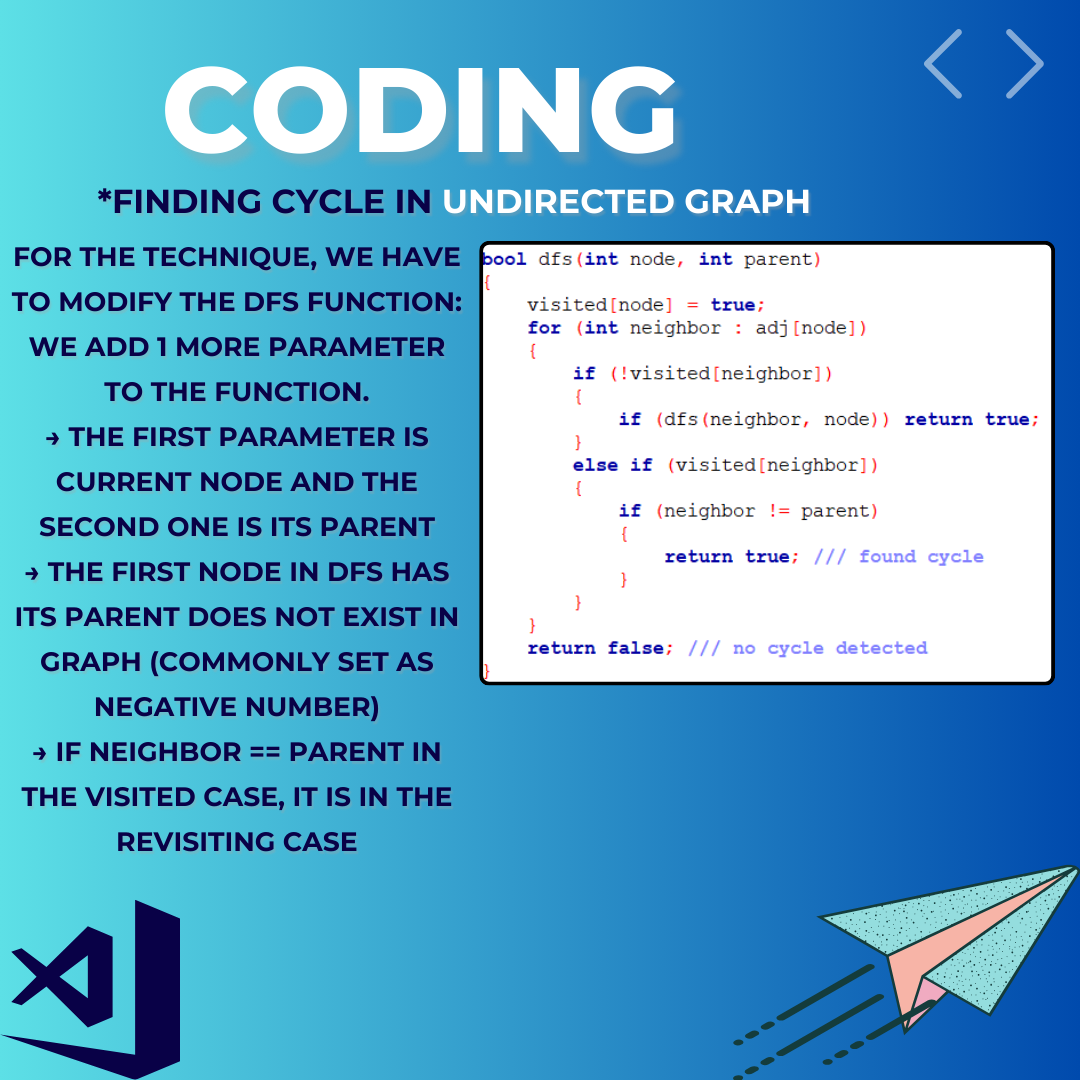 CODING
*FINDING CYCLE IN UNDIRECTED GRAPH
FOR THE TECHNIQUE, WE HAVE
TO MODIFY THE DFS FUNCTION:
WE ADD 1 MORE PARAMETER
TO THE FUNCTION.
→ THE FIRST PARAMETER IS
CURRENT NODE AND THE
SECOND ONE IS ITS PARENT
→ THE FIRST NODE IN DFS HAS
ITS PARENT DOES NOT EXIST IN
GRAPH (COMMONLY SET AS
NEGATIVE NUMBER)
→ IF NEIGHBOR == PARENT IN
THE VISITED CASE, IT IS IN THE
REVISITING CASE
bool dfs(int node, int parent)
{
    visited[node] = true;
    for (int neighbor : adj[node])
    {
        if (!visited[neighbor])
        {
            if (dfs(neighbor, node)) return true;
        }
        else if (visited[neighbor])
        {
            if (neighbor != parent)
            {
                return true; /// found cycle
            }
        }
    }
    return false; /// no cycle detected
}